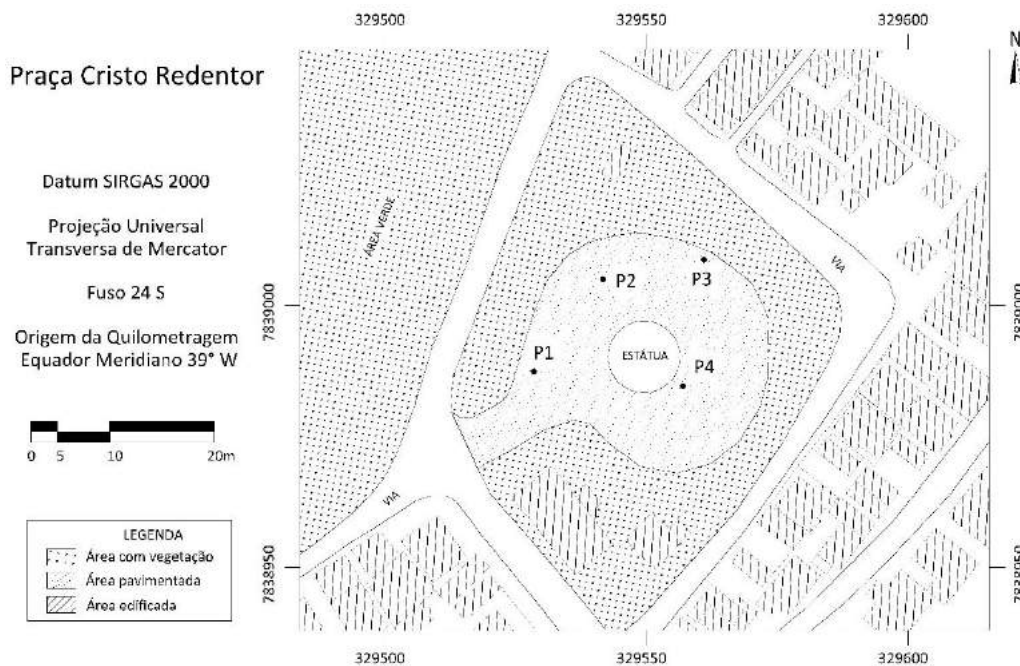 329500
329550
329600
N
Praça Cristo Redentor
Datum SIRGAS 2000
Projeção Universal
Transversa de Mercator
Fuso 24 S
Origem da Quilometragem
Equador Meridiano 39° W
0 5 10 20m
LEGENDA
Área com vegetação
Área pavimentada
Área edificada
ÁREA VERDE
VIA
P2
P3
7839000
7839000
P1
ESTÁTUA
P4
VIA
7838950
7838950
329500
329550
329600